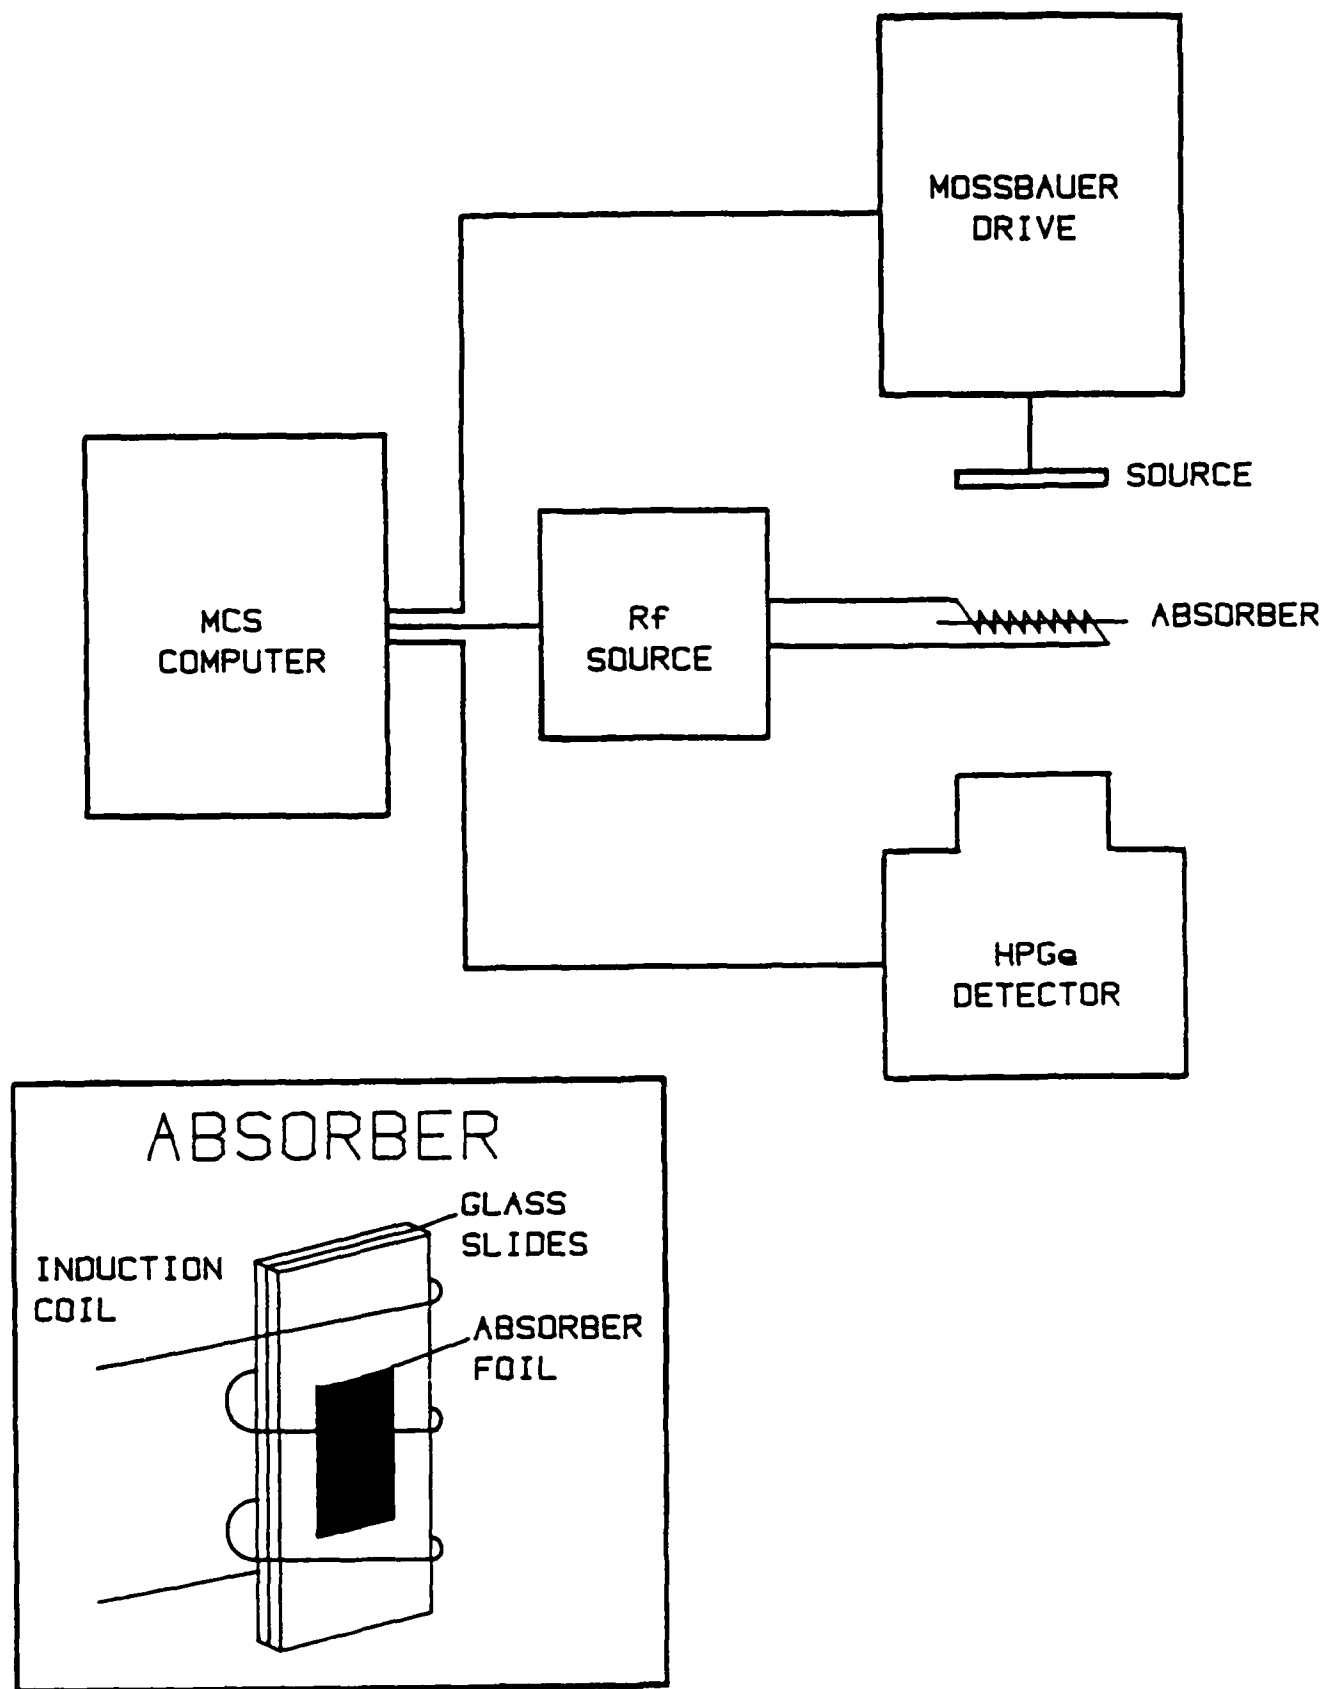 MOSSBAUER
DRIVE
SOURCE
MCS
COMPUTER
Rf
SOURCE
ABSORBER
HPGe
DETECTOR
ABSORBER
GLASS
SLIDES
INDUCTION
COIL
ABSORBER
FOIL